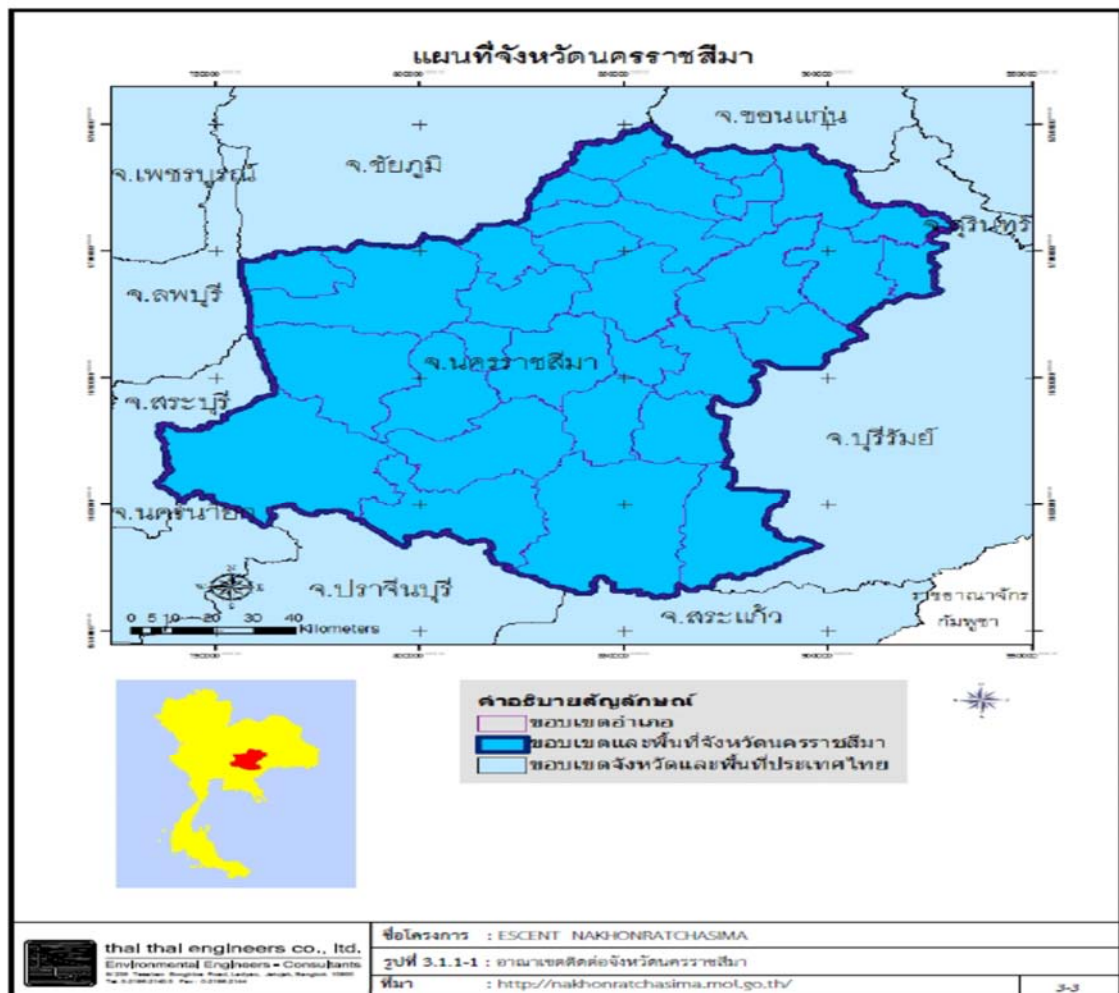 แผนที่จังหวัดนครราชสีมา
จ.ขอนแก่น
จ.ชัยภูมิ
จ.เพชรบูรณ์
จ.สุรินทร์
จ.ลพบุรี
จ.นครราชสีมา
จ.สระบุรี
จ.บุรีรัมย์
จ.นครนายก
จ.ปราจีนบุรี
ราชอาณาจักร
กัมพูชา
จ.สระแก้ว
0 5 10 20 30 40
Kilometers
คำอธิบายสัญลักษณ์
ขอบเขตอำเภอ
ขอบเขตและพื้นที่จังหวัดนครราชสีมา
ขอบเขตจังหวัดและพื้นที่ประเทศไทย
thai thai engineers co., ltd.
Environmental Engineers - Consultants
ชื่อโครงการ : ESCENT NAKHONRATCHASIMA
รูปที่ 3.1.1-1 : อาณาเขตติดต่อจังหวัดนครราชสีมา
ที่มา : http://nakhonratchasima.mol.go.th/
3-3